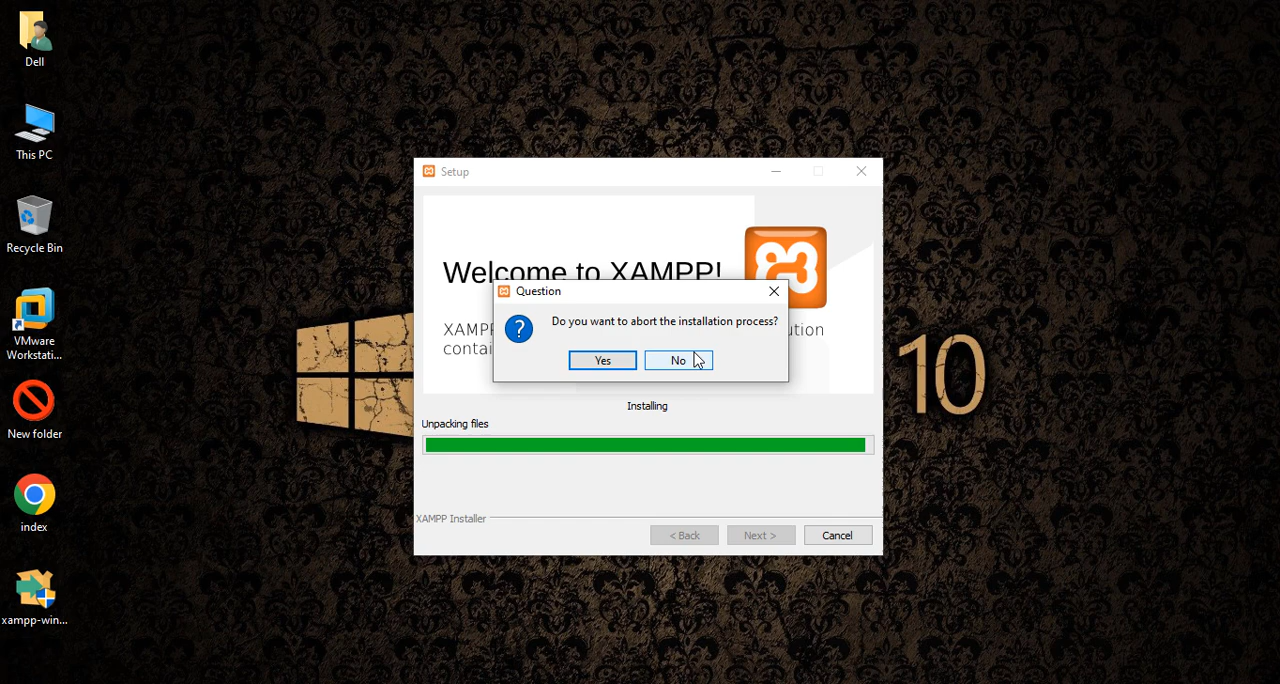 Dell
This PC
Recycle Bin
VMware
Workstati...
New folder
index
xampp-win...
Setup
Welcome to XAMPP!
XAMPP
ution
contai
Question
Do you want to abort the installation process?
Yes
No
Installing
Unpacking files
XAMPP Installer
< Back
Next >
Cancel
10